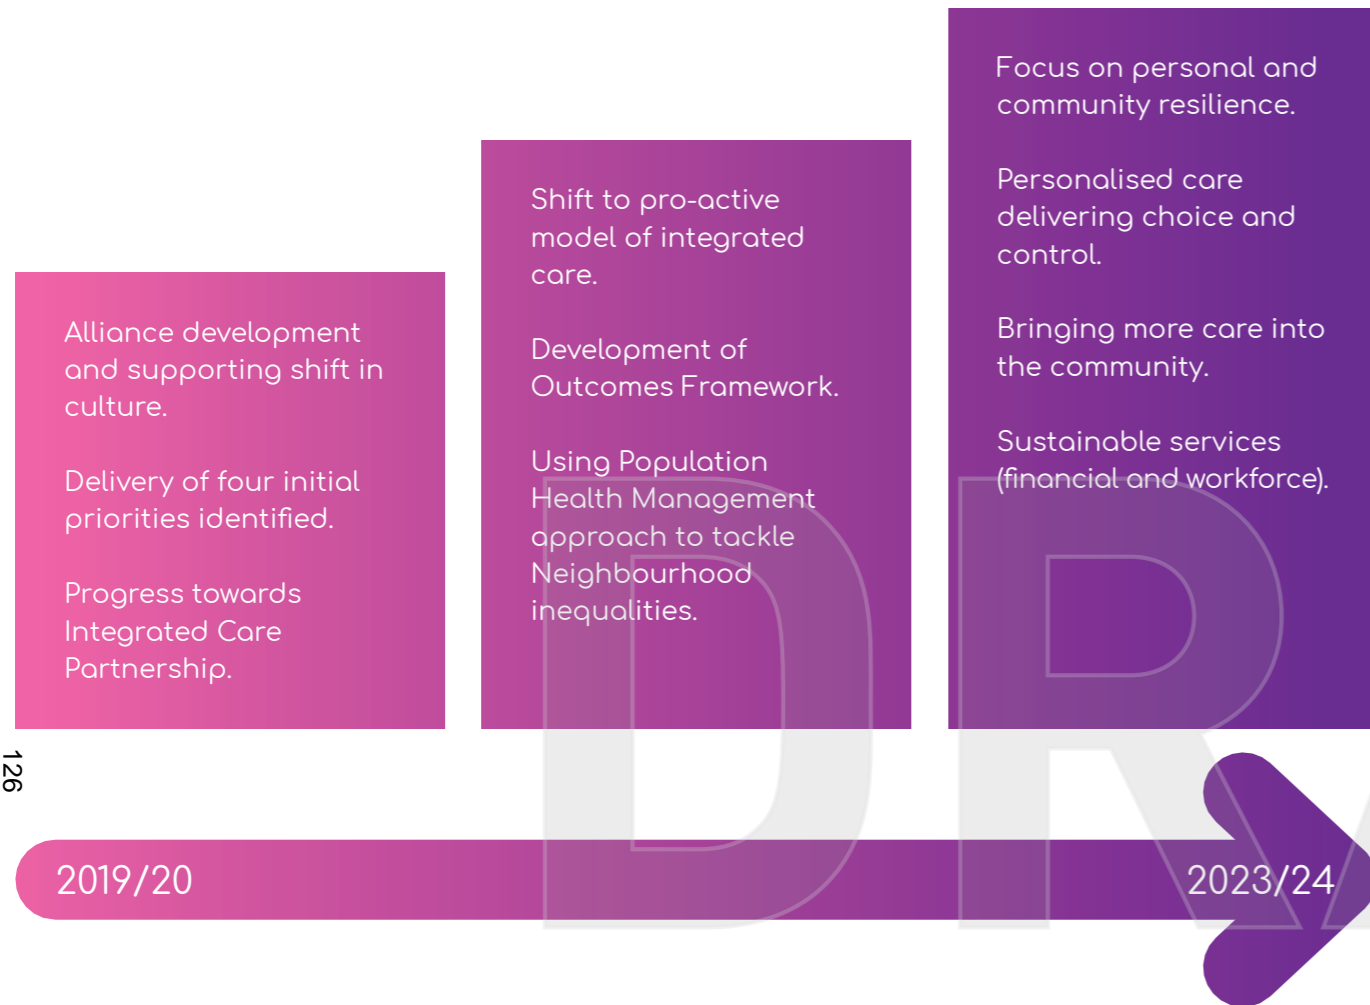 Alliance development
and supporting shift in
culture.
Delivery of four initial
priorities identified.
Progress towards
Integrated Care
Partnership.
Shift to pro-active
model of integrated
care.
Development of
Outcomes Framework.
Using Population
Health Management
approach to tackle
Neighbourhood
inequalities.
Focus on personal and
community resilience.
Personalised care
delivering choice and
control.
Bringing more care into
the community.
Sustainable services
(financial and workforce).
126
2019/20
2023/24
DRA